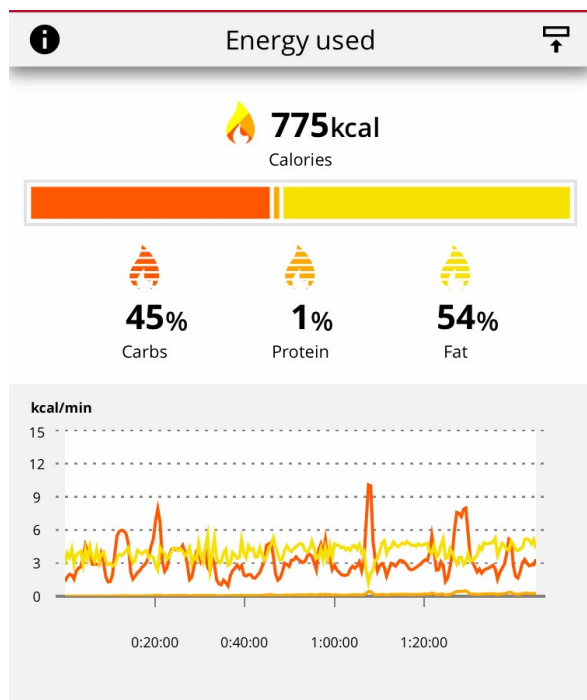 Energy used
775kcal
Calories
45% 1% 54%
Carbs Protein Fat
kcal/min
15
12
9
6
3
0
0:20:00 0:40:00 1:00:00 1:20:00